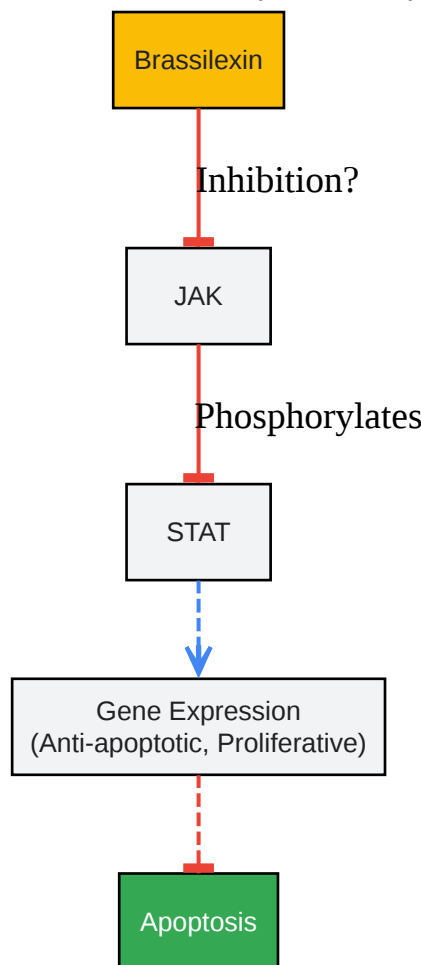 Brassilexin
Inhibition?
JAK
Phosphorylates
STAT
Gene Expression
(Anti-apoptotic, Proliferative)
Apoptosis